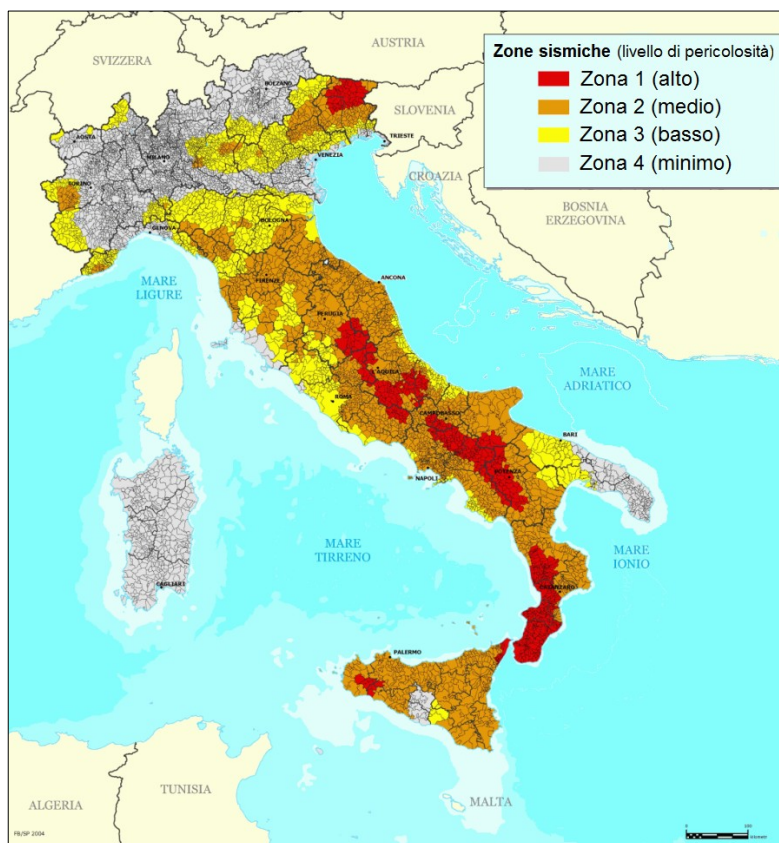 AUSTRIA
SVIZZERA
Zone sismiche (livello di pericolosità)
Zona 1 (alto)
Zona 2 (medio)
Zona 3 (basso)
Zona 4 (minimo)
BOLZANO
SLOVENIA
AOSTA
TRIESTE
MILANO
VENEZIA
CROAZIA
TORINO
BOSNIA
ERZEGOVINA
BOLOGNA
GENOVA
MARE
LIGURE
FIRENZE
ANCONA
PERUGIA
L'AQUILA
MARE
ADRIATICO
ROMA
CAMPOBASSO
BARI
NAPOLI
POTENZA
MARE
TIRRENO
MARE
IONIO
CAGLIARI
CATANZARO
PALERMO
TUNISIA
ALGERIA
MALTA
FB/SP 2004